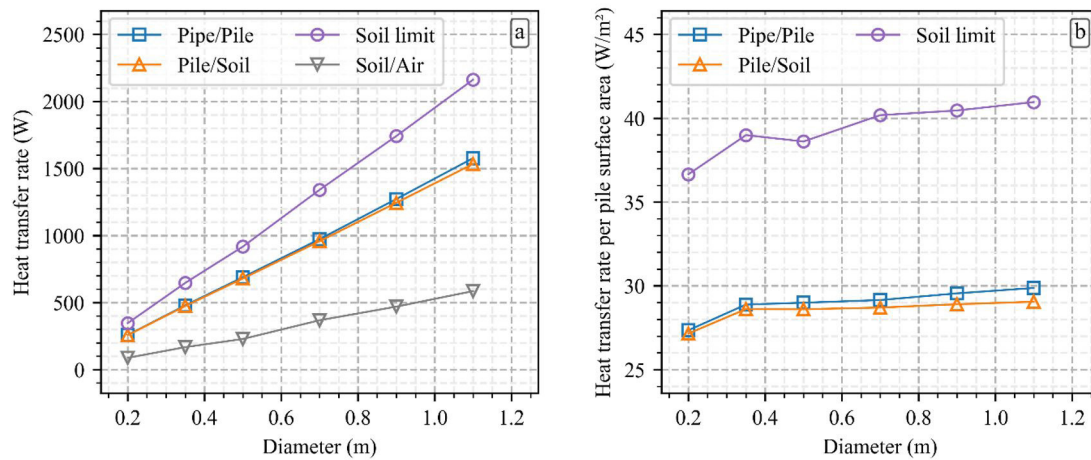 a
Pipe/Pile
Soil limit
Pile/Soil
Soil/Air
Heat transfer rate (W)
2500
2000
1500
1000
500
0
0.2 0.4 0.6 0.8 1.0 1.2
Diameter (m)
b
Pipe/Pile
Soil limit
Pile/Soil
Heat transfer rate per pile surface area (W/m²)
45
40
35
30
25
0.2 0.4 0.6 0.8 1.0 1.2
Diameter (m)